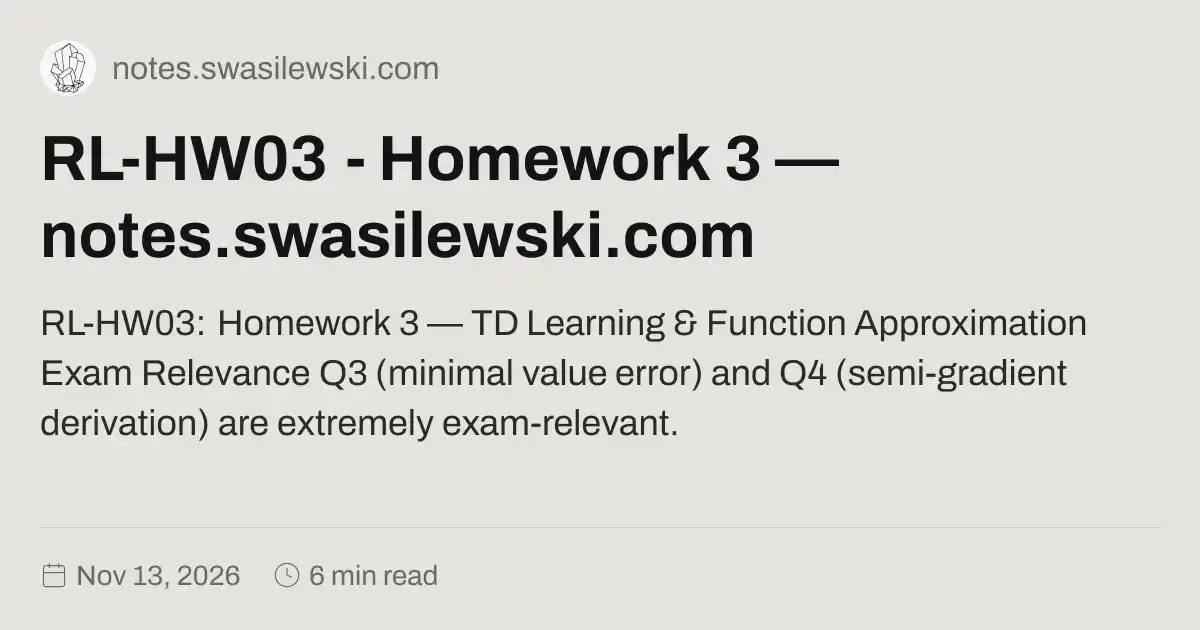 notes.swasilewski.com
RL-HW03 - Homework 3 —
notes.swasilewski.com
RL-HW03: Homework 3 — TD Learning & Function Approximation
Exam Relevance Q3 (minimal value error) and Q4 (semi-gradient
derivation) are extremely exam-relevant.
Nov 13, 2026 6 min read